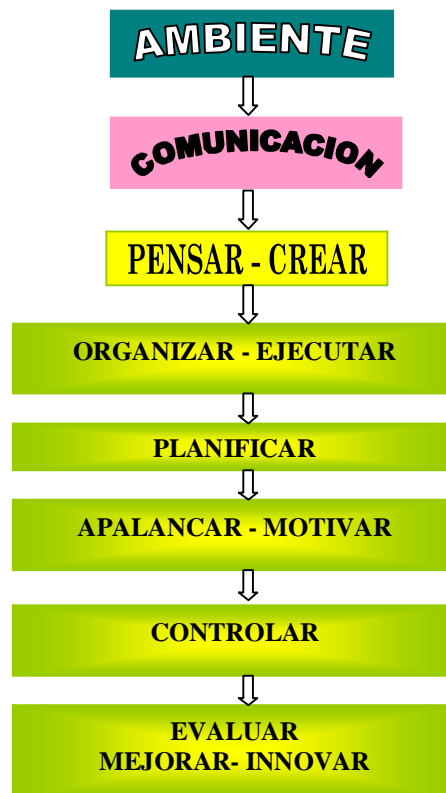 AMBIENTE
COMUNICACION
PENSAR - CREAR
ORGANIZAR - EJECUTAR
PLANIFICAR
APALANCAR - MOTIVAR
CONTROLAR
EVALUAR
MEJORAR- INNOVAR